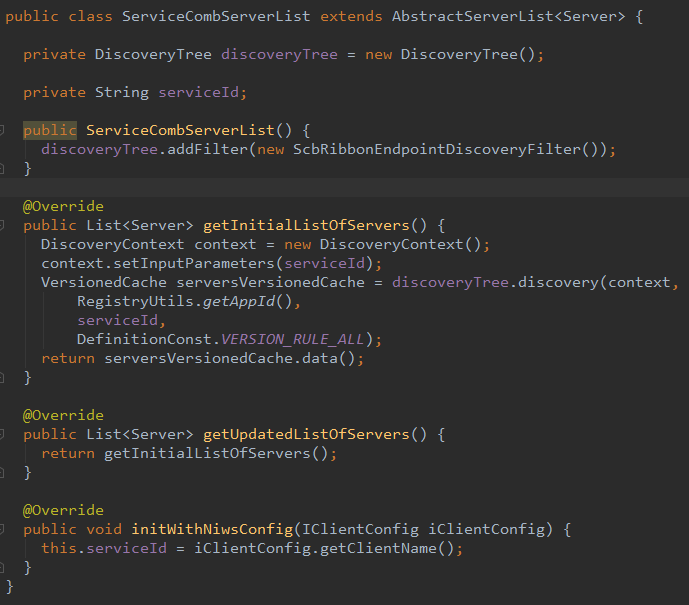 public class ServiceCombServerList extends AbstractServerList<Server> {
private DiscoveryTree discoveryTree = new DiscoveryTree();
private String serviceId;
public ServiceCombServerList() {
discoveryTree.addFilter(new ScbRibbonEndpointDiscoveryFilter());
}
@Override
public List<Server> getInitialListOfServers() {
DiscoveryContext context = new DiscoveryContext();
context.setInputParameters(serviceId);
VersionedCache serversVersionedCache = discoveryTree.discovery(context,
RegistryUtils.getAppId(),
serviceId,
DefinitionConst.VERSION_RULE_ALL);
return serversVersionedCache.data();
}
@Override
public List<Server> getUpdatedListOfServers() {
return getInitialListOfServers();
}
@Override
public void initWithNiwsConfig(IClientConfig iClientConfig) {
this.serviceId = iClientConfig.getClientName();
}
}